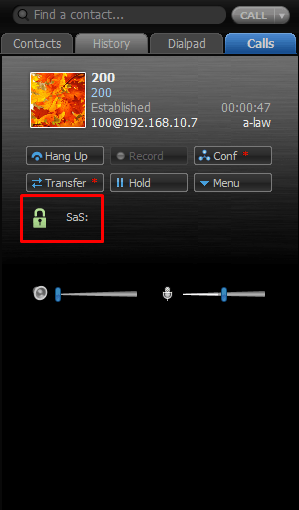 Find a contact...
CALL
Contacts
History
Dialpad
Calls
200
200
Established 00:00:47
100@192.168.10.7 a-law
Hang Up
Record
Conf *
Transfer *
Hold
Menu
SaS: